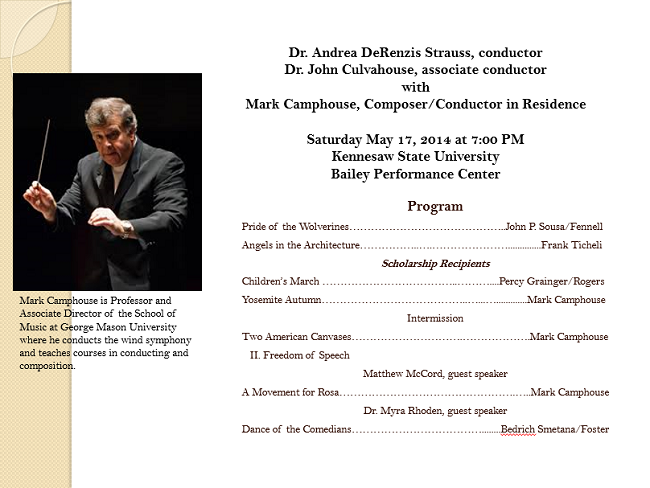 Dr. Andrea DeRenzis Strauss, conductor
Dr. John Culvahouse, associate conductor
with
Mark Camphouse, Composer/Conductor in Residence
Saturday May 17, 2014 at 7:00 PM
Kennesaw State University
Bailey Performance Center
Program
Pride of the Wolverines…………………………………...John P. Sousa/Fennell
Angels in the Architecture……………...………………...............Frank Ticheli
Scholarship Recipients
Children's March …………………………………...……….....Percy Grainger/Rogers
Yosemite Autumn…………………………………...…...…...........Mark Camphouse
Intermission
Two American Canvases…………………………………………...Mark Camphouse
II. Freedom of Speech
Matthew McCord, guest speaker
A Movement for Rosa……………………………………………...Mark Camphouse
Dr. Myra Rhoden, guest speaker
Dance of the Comedians…………………………………........Bedrich Smetana/Foster
Mark Camphouse is Professor and
Associate Director of the School of
Music at George Mason University
where he conducts the wind symphony
and teaches courses in conducting and
composition.